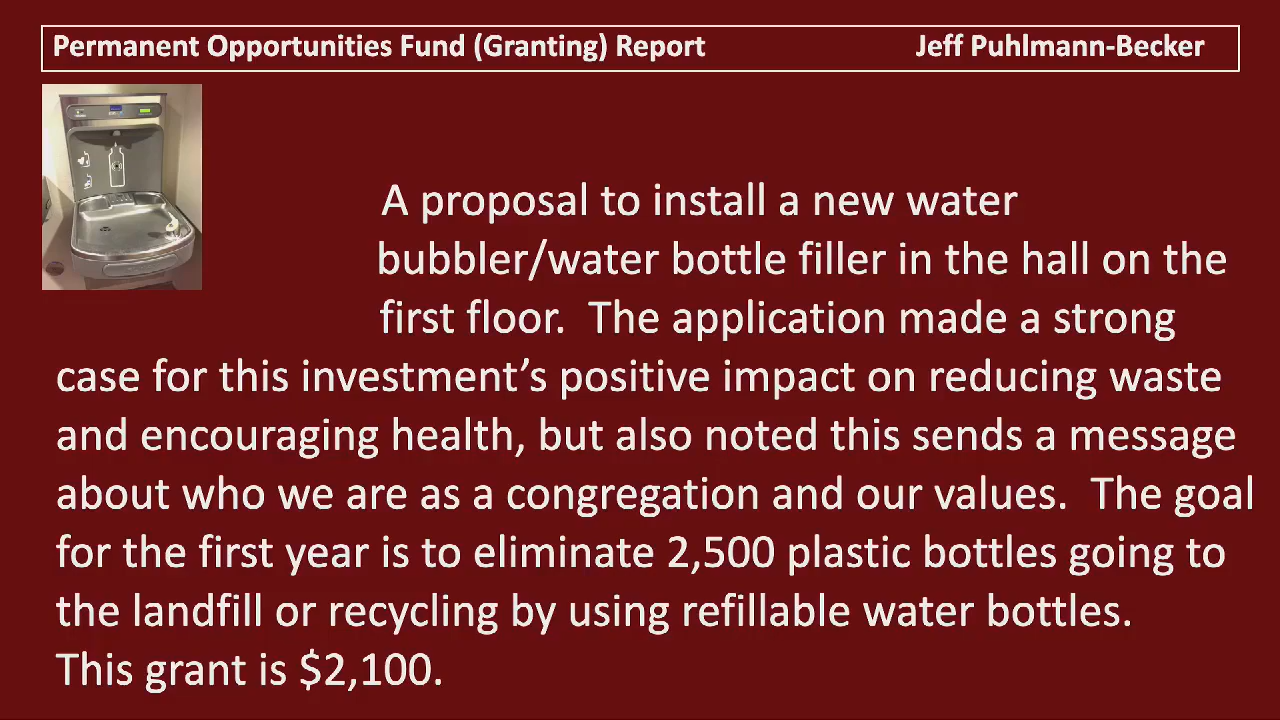 Permanent Opportunities Fund (Granting) Report Jeff Puhlmann-Becker
A proposal to install a new water
bubbler/water bottle filler in the hall on the
first floor.  The application made a strong
case for this investment’s positive impact on reducing waste
and encouraging health, but also noted this sends a message
about who we are as a congregation and our values.  The goal
for the first year is to eliminate 2,500 plastic bottles going to
the landfill or recycling by using refillable water bottles.
This grant is $2,100.